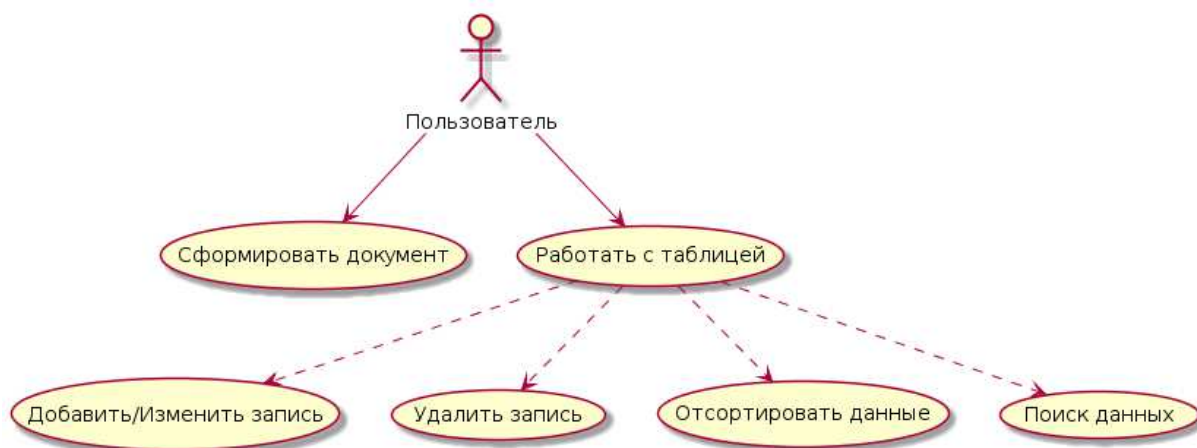 Пользователь
Сформировать документ
Работать с таблицей
Добавить/Изменить запись
Удалить запись
Отсортировать данные
Поиск данных